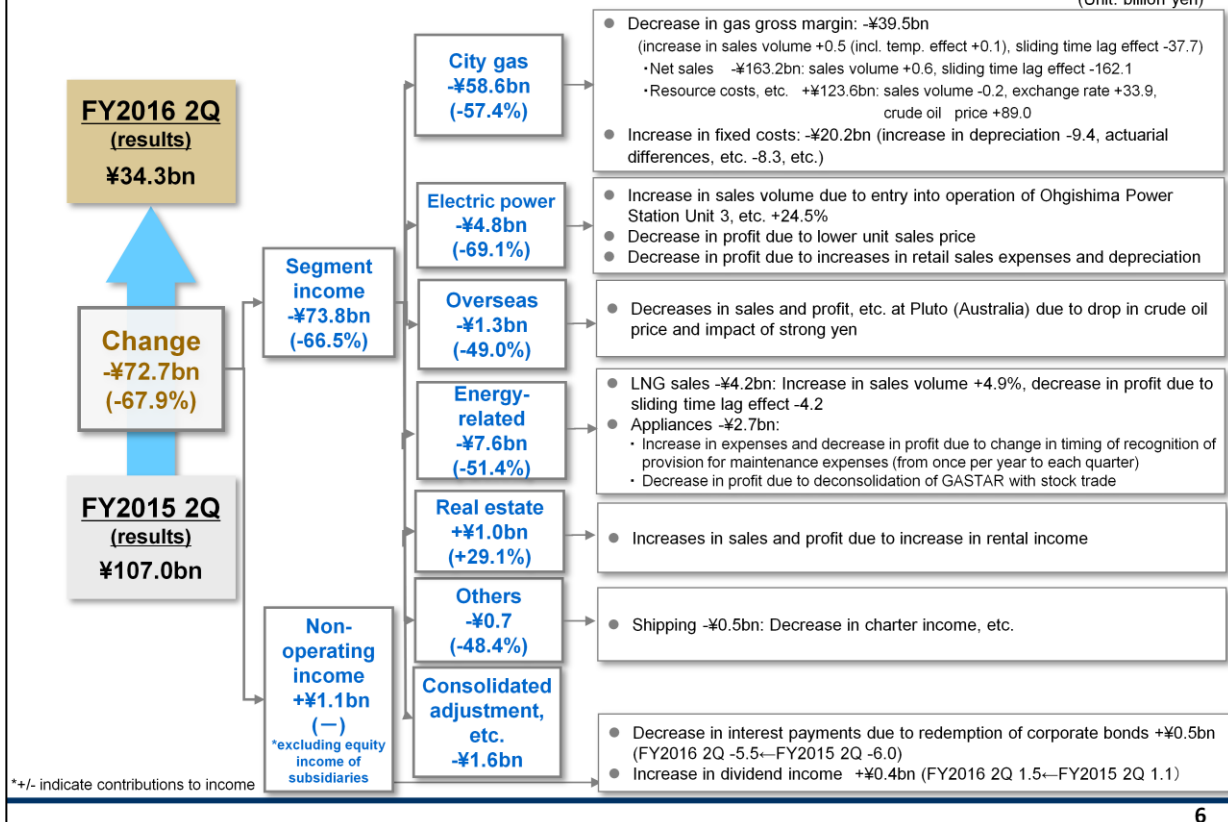 (Unit: billion yen)
FY2016 2Q
(results)
¥34.3bn
Change
-¥72.7bn
(-67.9%)
FY2015 2Q
(results)
¥107.0bn
Segment
income
-¥73.8bn
(-66.5%)
Non-
operating
income
+¥1.1bn
(—)
*excluding equity
income of
subsidiaries
City gas
-¥58.6bn
(-57.4%)
● Decrease in gas gross margin: -¥39.5bn
(increase in sales volume +0.5 (incl. temp. effect +0.1), sliding time lag effect -37.7)
・Net sales -¥163.2bn: sales volume +0.6, sliding time lag effect -162.1
・Resource costs, etc. +¥123.6bn: sales volume -0.2, exchange rate +33.9,
crude oil price +89.0
● Increase in fixed costs: -¥20.2bn (increase in depreciation -9.4, actuarial
differences, etc. -8.3, etc.)
Electric power
-¥4.8bn
(-69.1%)
● Increase in sales volume due to entry into operation of Ohgishima Power
Station Unit 3, etc. +24.5%
● Decrease in profit due to lower unit sales price
● Decrease in profit due to increases in retail sales expenses and depreciation
Overseas
-¥1.3bn
(-49.0%)
● Decreases in sales and profit, etc. at Pluto (Australia) due to drop in crude oil
price and impact of strong yen
Energy-
related
-¥7.6bn
(-51.4%)
● LNG sales -¥4.2bn: Increase in sales volume +4.9%, decrease in profit due to
sliding time lag effect -4.2
● Appliances -¥2.7bn:
・Increase in expenses and decrease in profit due to change in timing of recognition of
provision for maintenance expenses (from once per year to each quarter)
・Decrease in profit due to deconsolidation of GASTAR with stock trade
Real estate
+¥1.0bn
(+29.1%)
● Increases in sales and profit due to increase in rental income
Others
-¥0.7
(-48.4%)
● Shipping -¥0.5bn: Decrease in charter income, etc.
Consolidated
adjustment,
etc.
-¥1.6bn
● Decrease in interest payments due to redemption of corporate bonds +¥0.5bn
(FY2016 2Q -5.5←FY2015 2Q -6.0)
● Increase in dividend income +¥0.4bn (FY2016 2Q 1.5←FY2015 2Q 1.1)
*+/- indicate contributions to income
6